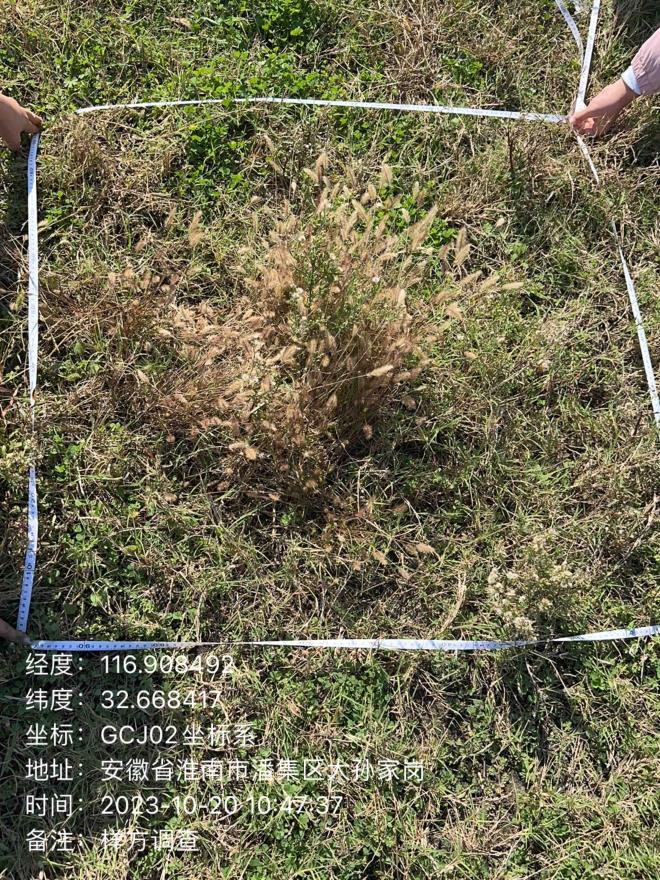 经度：116.908492
纬度：32.668417
坐标：GCJ02坐标系
地址：安徽省淮南市潘集区大孙家岗
时间：2023-10-20 10:47:37
备注：样方调查